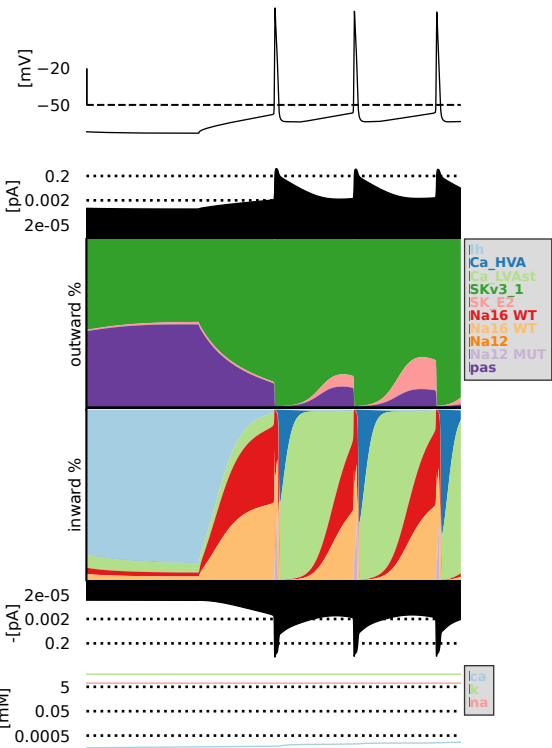 [mV]
−20
−50
[pA]
0.2
0.002
2e-05
outward %
Ih
Ca_HVA
Ca_LVAst
SKv3_1
SK_E2
Na16 WT
Na16 WT
Na12
Na12 MUT
pas
inward %
-[pA]
2e-05
0.002
0.2
[mM]
5
0.05
0.0005
ca
k
na